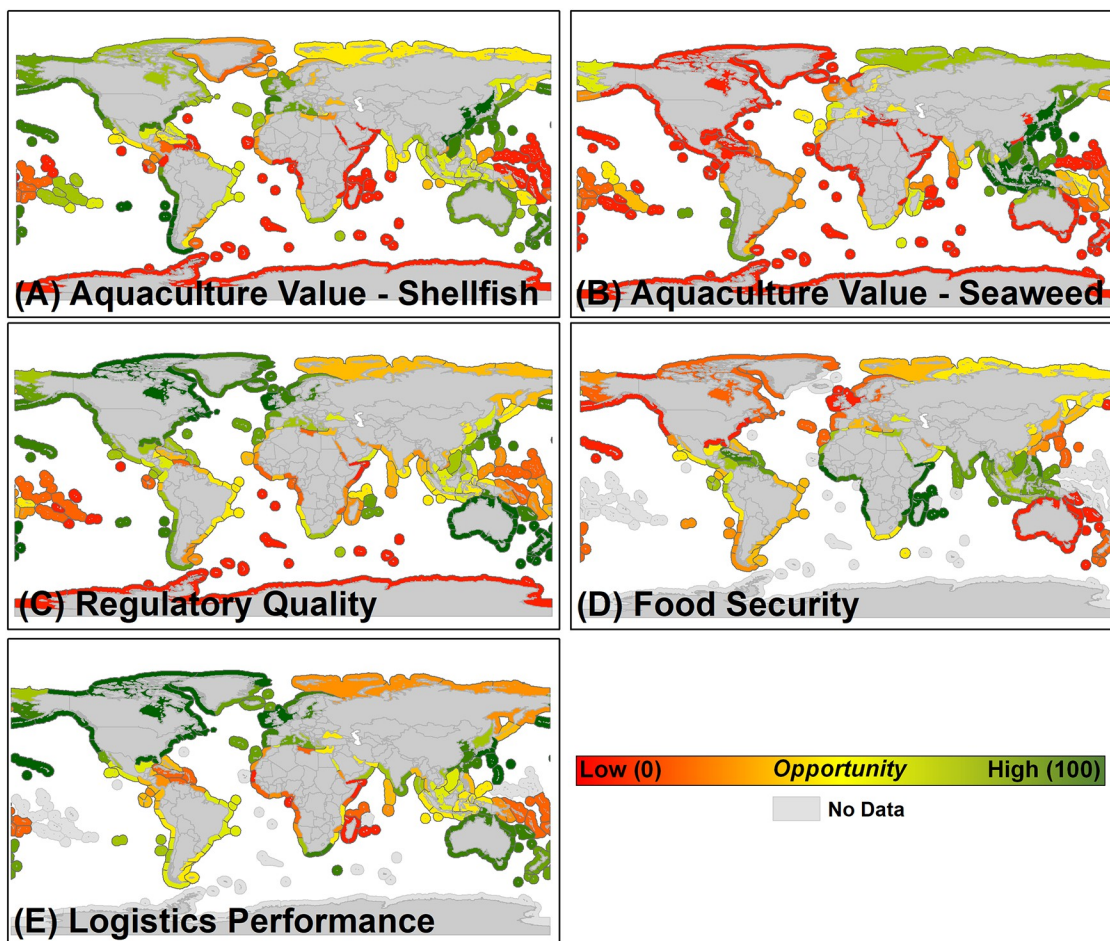 (A) Aquaculture Value - Shellfish
(B) Aquaculture Value - Seaweed
(C) Regulatory Quality
(D) Food Security
(E) Logistics Performance
Low (0) Opportunity High (100)
No Data